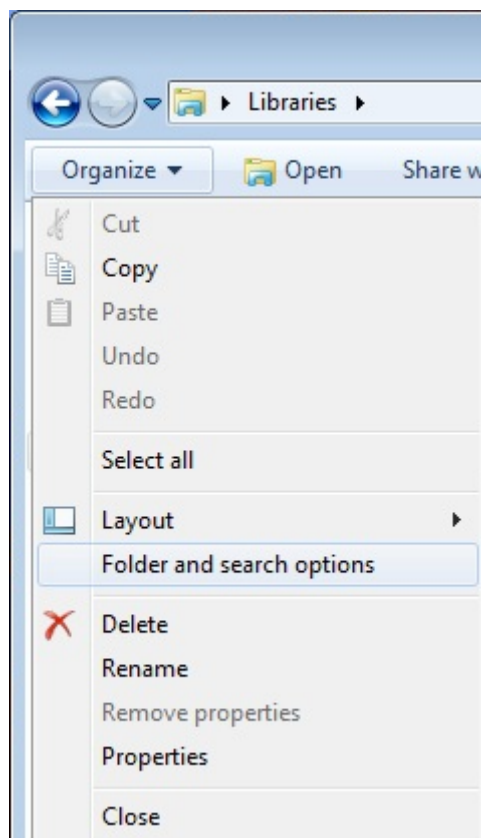 Libraries
Organize Open Share w
Cut
Copy
Paste
Undo
Redo
Select all
Layout
Folder and search options
Delete
Rename
Remove properties
Properties
Close